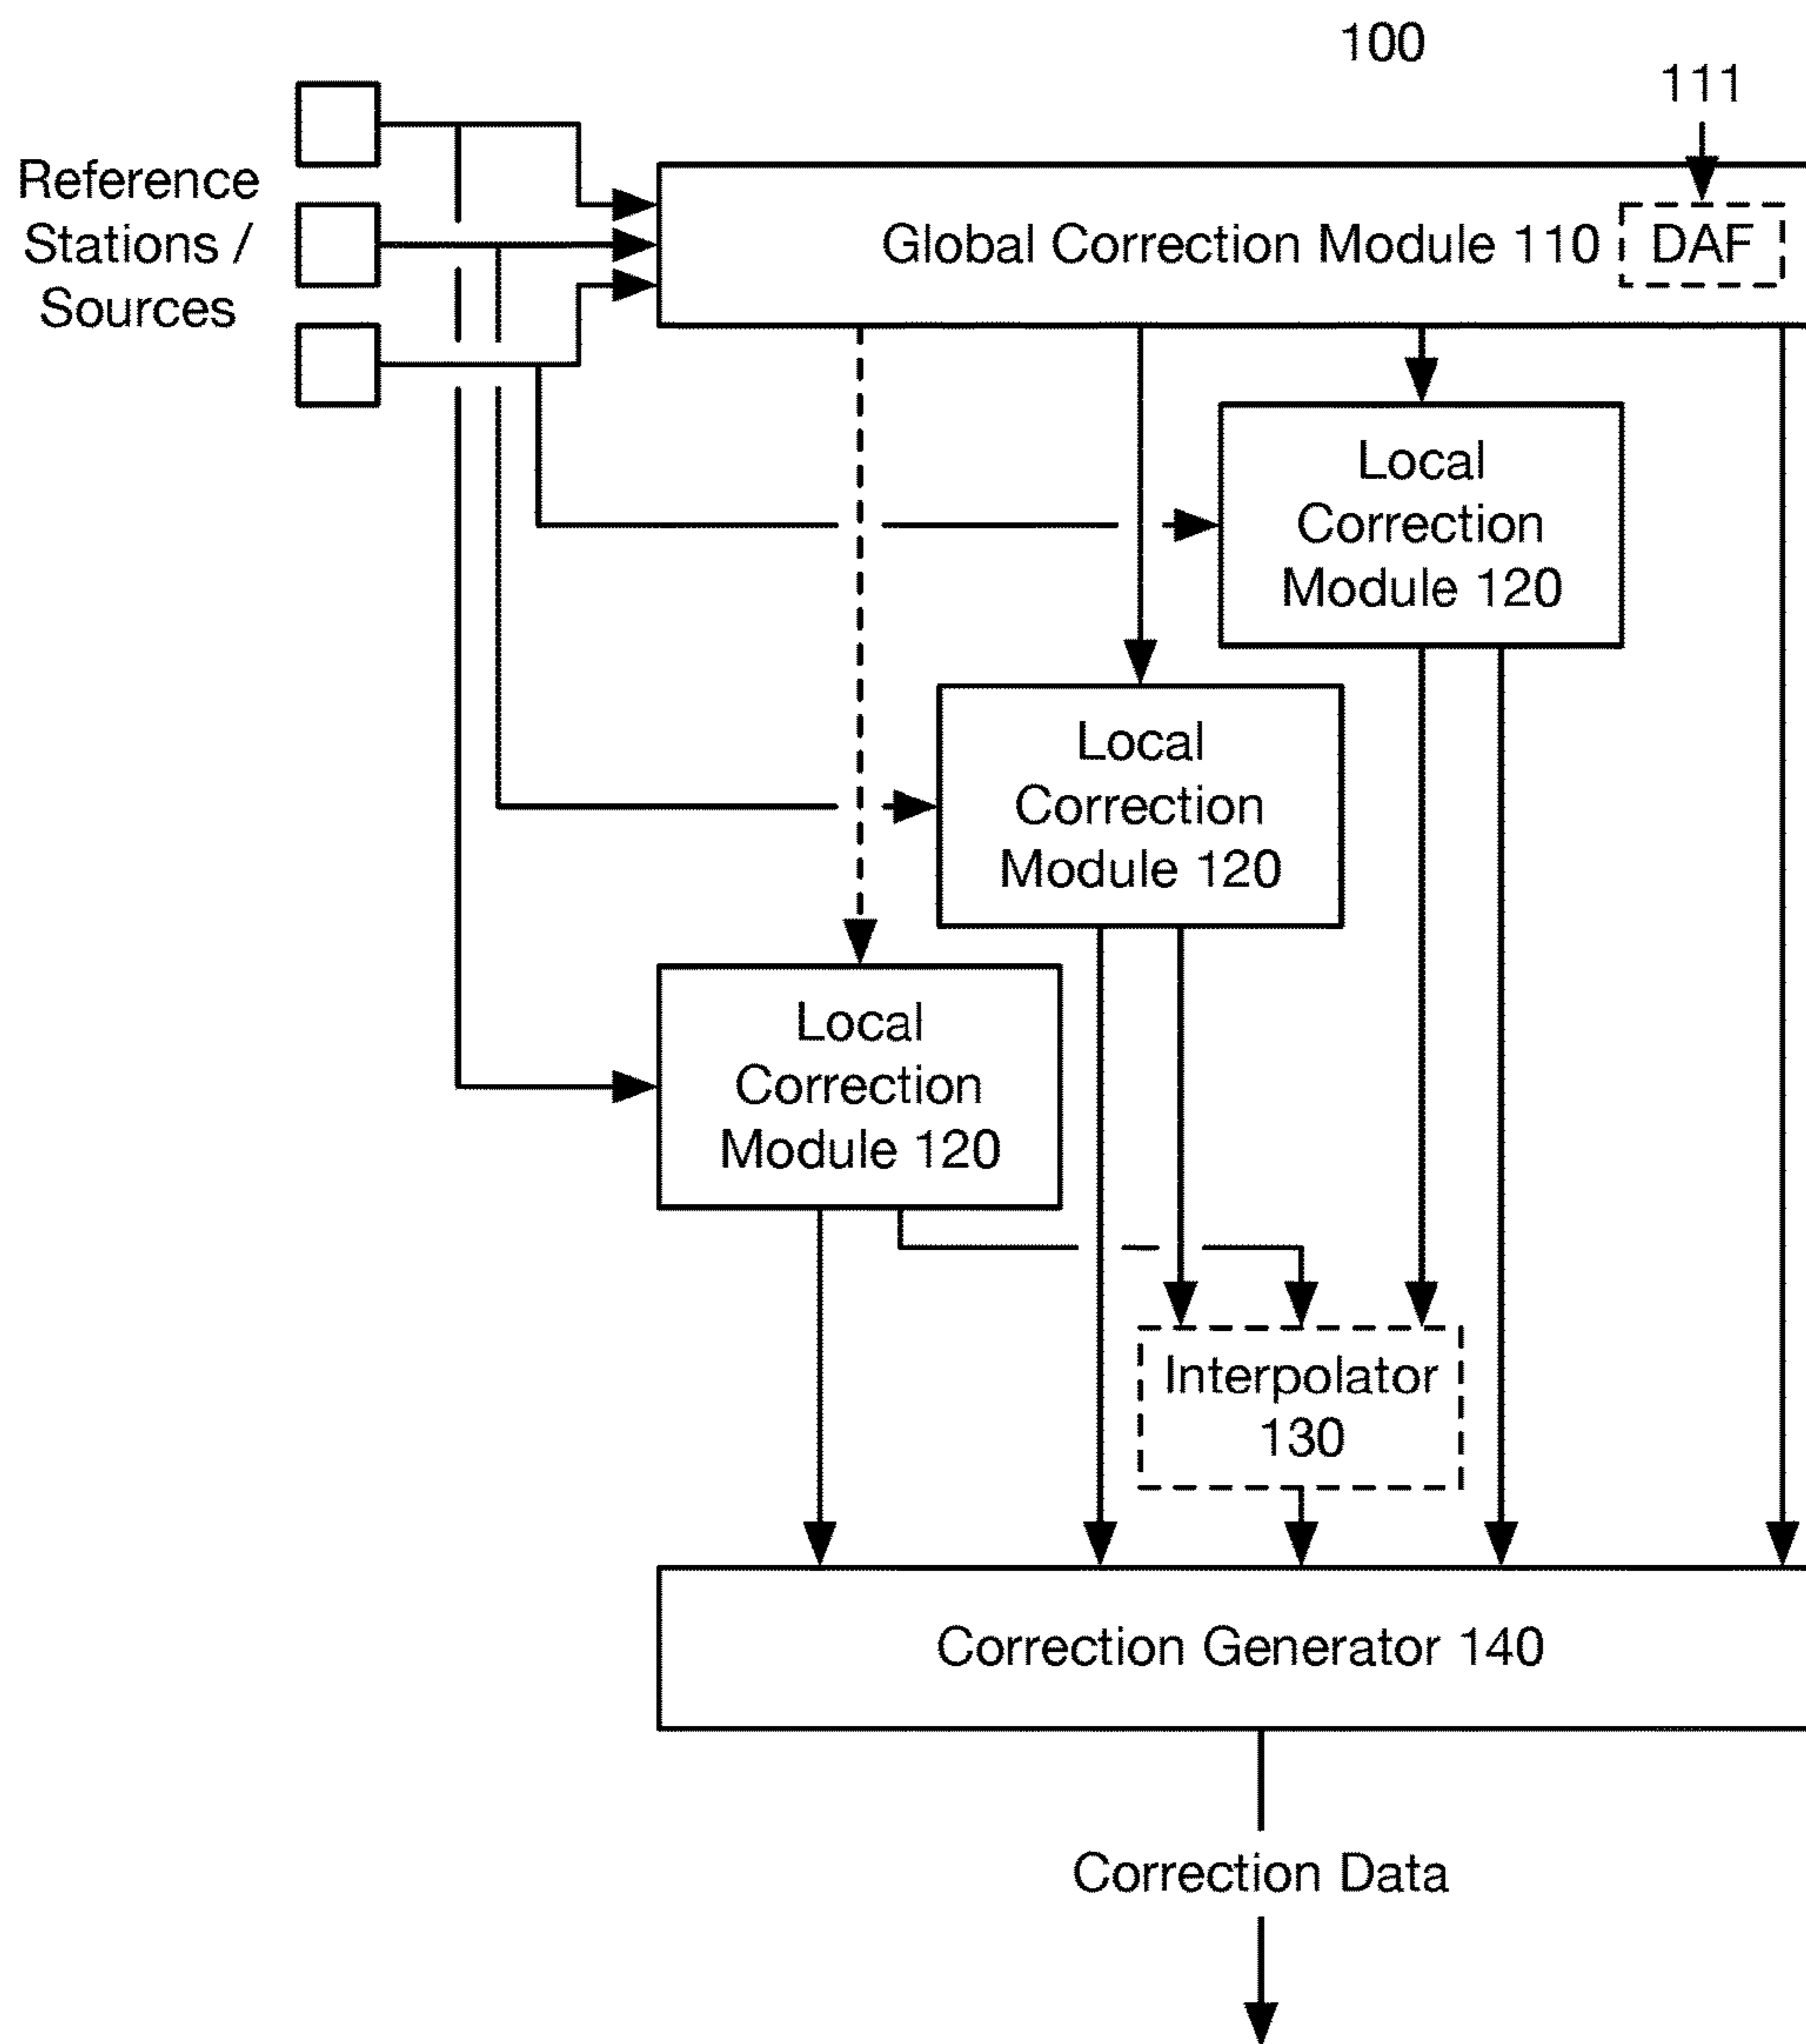 100
111
Reference
Stations /
Sources
Global Correction Module 110
DAF
Local
Correction
Module 120
Local
Correction
Module 120
Local
Correction
Module 120
Interpolator
130
Correction Generator 140
Correction Data